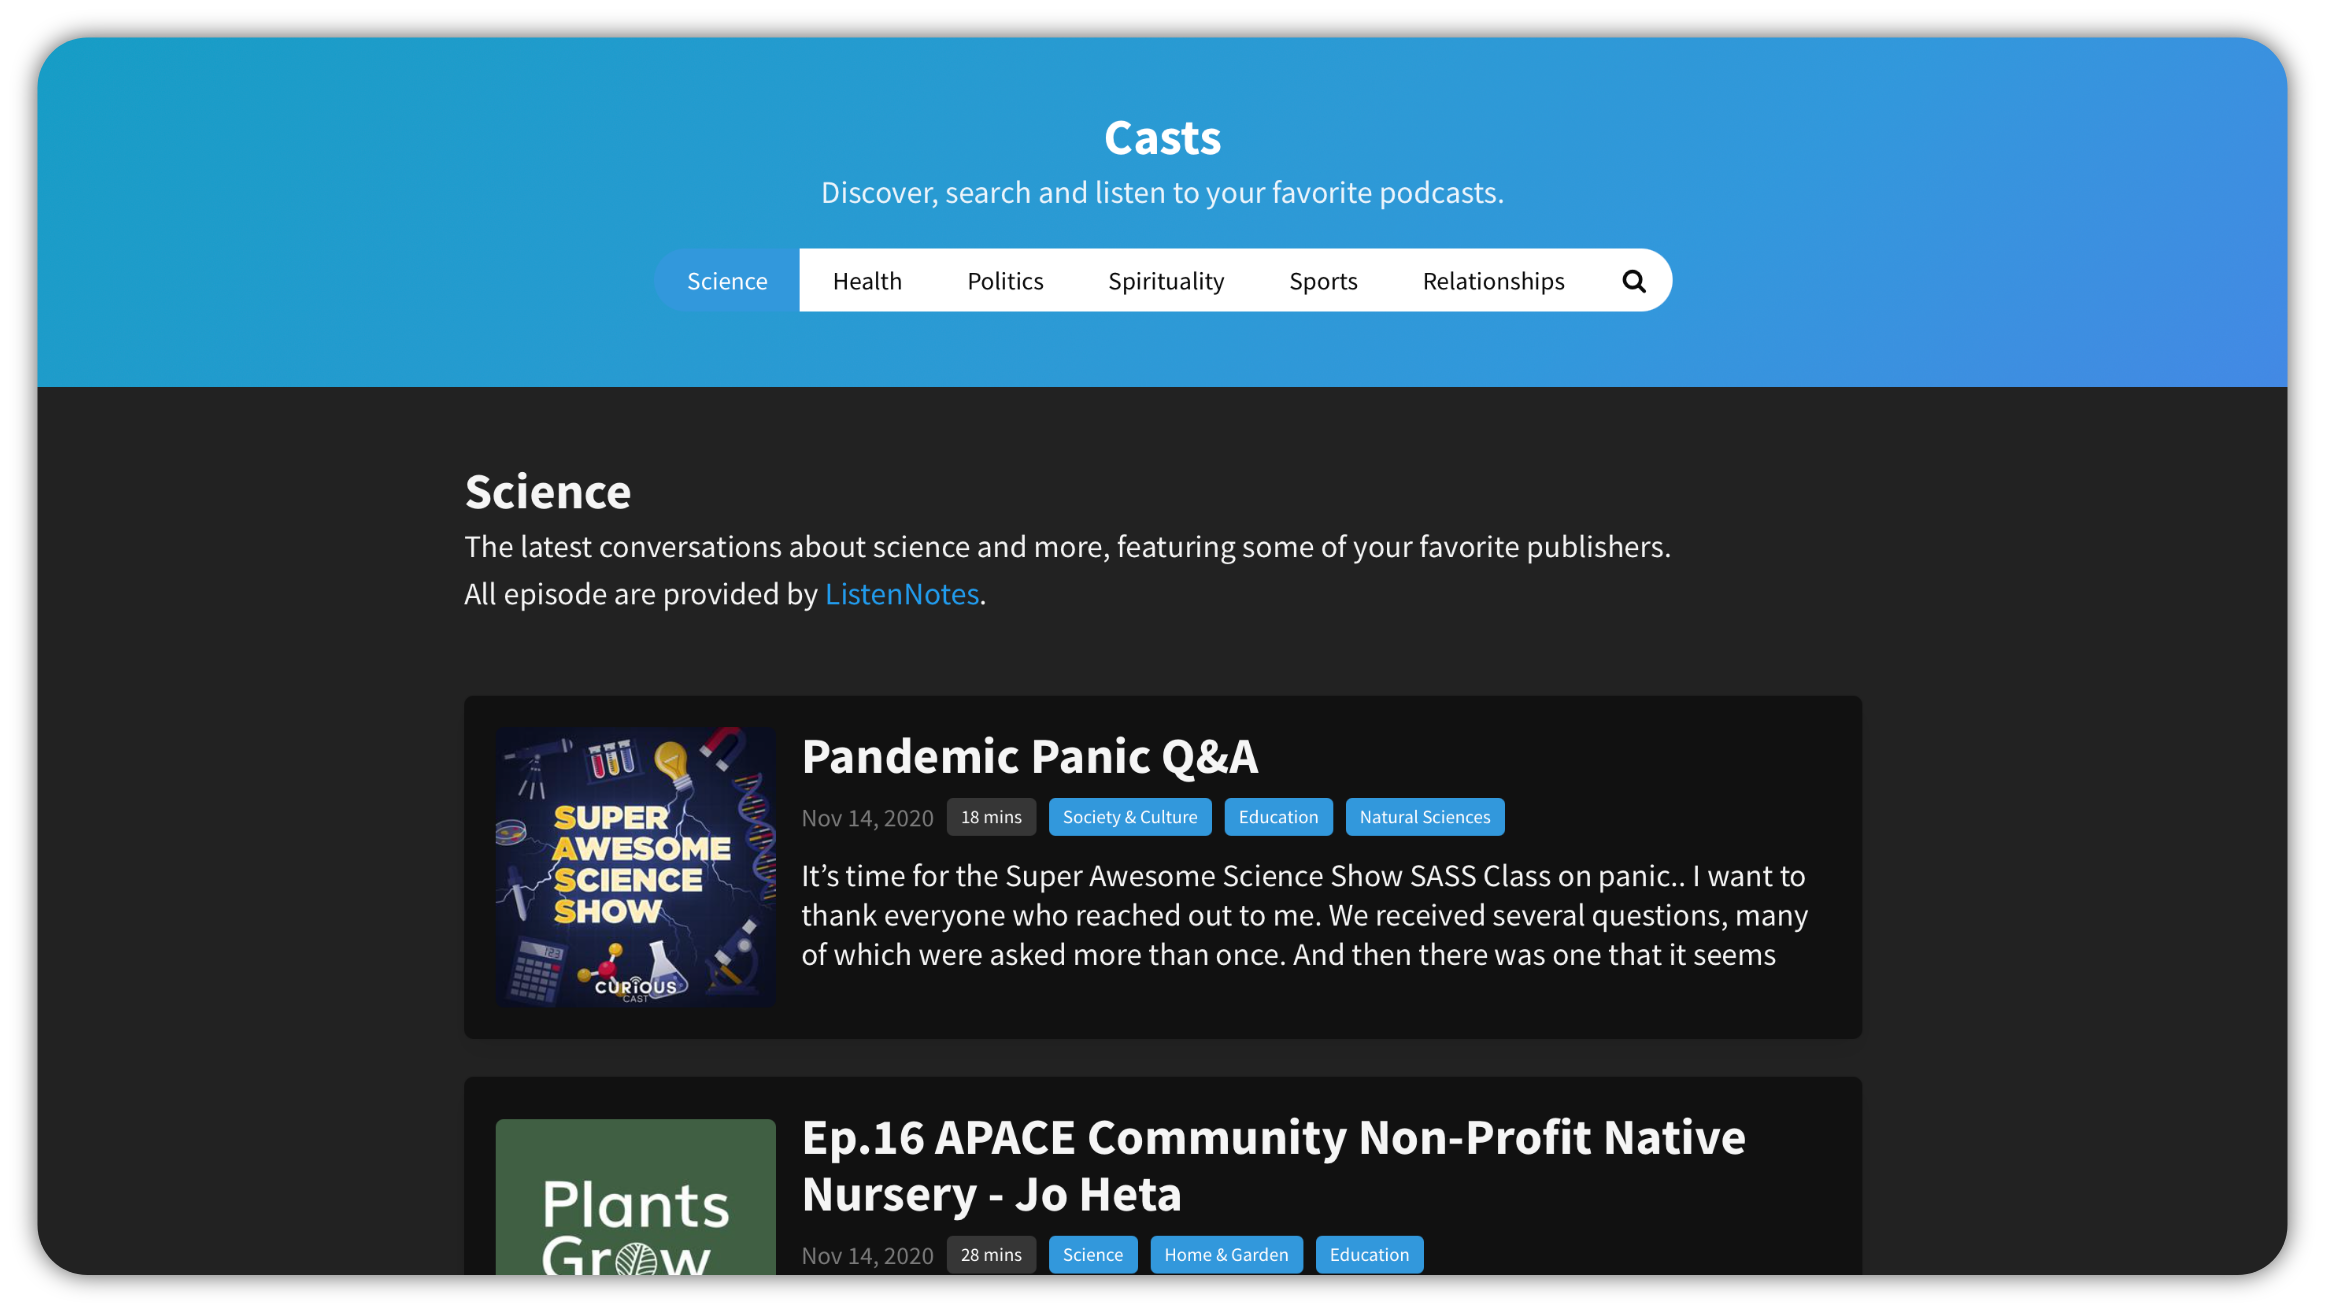 Casts
Discover, search and listen to your favorite podcasts.
Science Health Politics Spirituality Sports Relationships
Science
The latest conversations about science and more, featuring some of your favorite publishers.
All episode are provided by ListenNotes.
SUPER
AWESOME
SCIENCE
SHOW
123
CURiOUS
CAST
Pandemic Panic Q&A
Nov 14, 2020 18 mins Society & Culture Education Natural Sciences
It’s time for the Super Awesome Science Show SASS Class on panic.. I want to
thank everyone who reached out to me. We received several questions, many
of which were asked more than once. And then there was one that it seems
Plants
Grow
Ep.16 APACE Community Non-Profit Native
Nursery - Jo Heta
Nov 14, 2020 28 mins Science Home & Garden Education